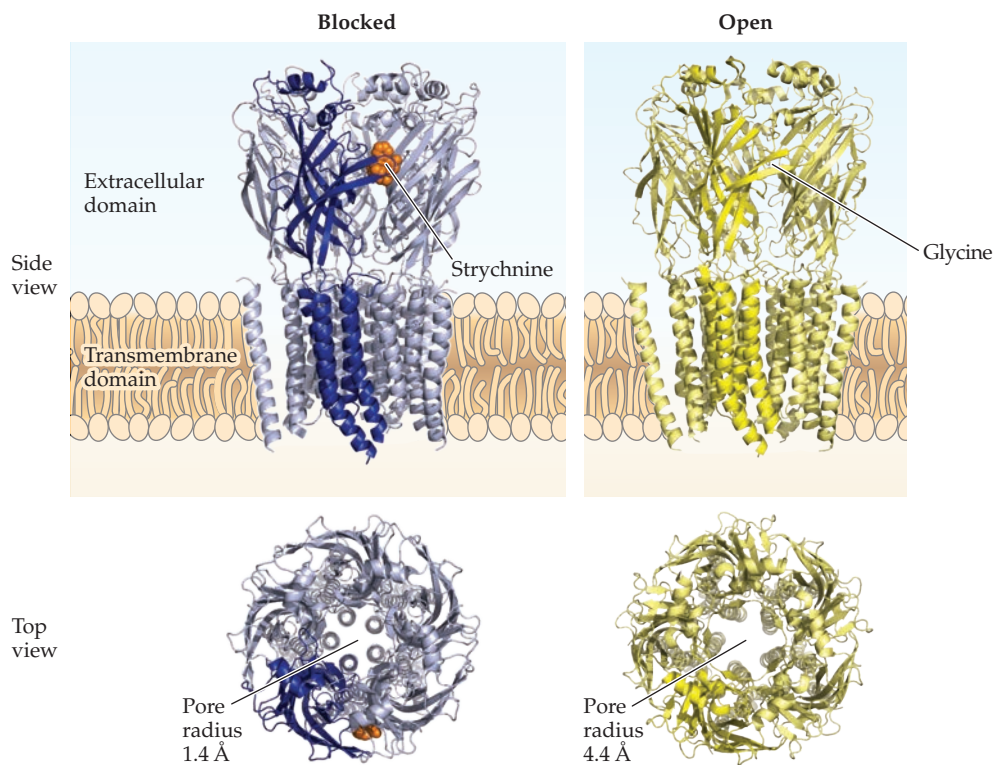 Blocked
Open
Extracellular
domain
Strychnine
Glycine
Side
view
Transmembrane
domain
Top
view
Pore
radius
1.4 Å
Pore
radius
4.4 Å